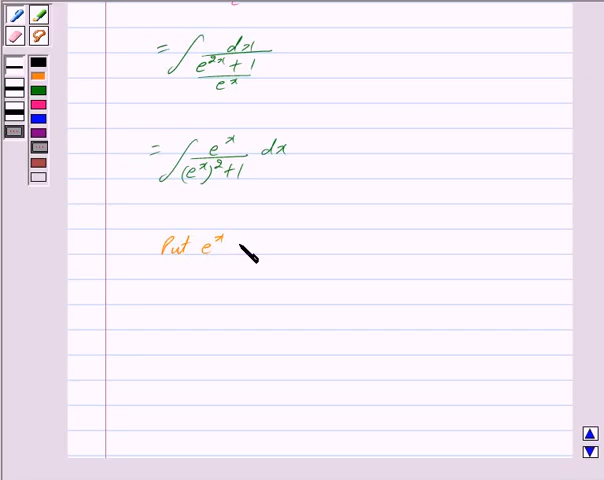 = ∫ dx / ((e^{2x} + 1) / e^x)
= ∫ e^x / ((e^x)^2 + 1) dx
Put e^x